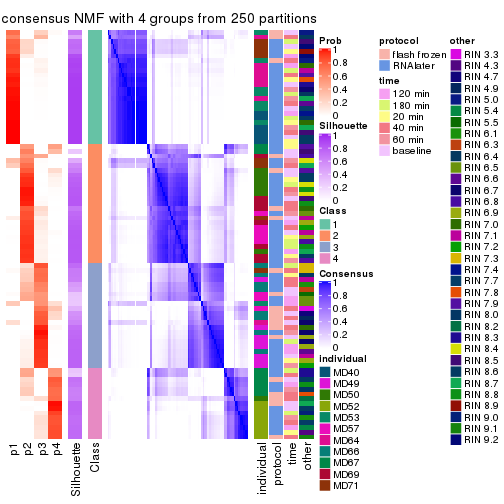 consensus NMF with 4 groups from 250 partitions
p1
p2
p3
p4
Silhouette
Class
individual
protocol
time
other
Prob
1
0.8
0.6
0.4
0.2
0
Silhouette
1
0.8
0.6
0.4
0.2
0
Class
1
2
3
4
Consensus
1
0.8
0.6
0.4
0.2
0
individual
MD40
MD49
MD50
MD52
MD53
MD57
MD64
MD66
MD67
MD69
MD71
protocol
flash frozen
RNAlater
time
120 min
180 min
20 min
40 min
60 min
baseline
other
RIN 3.3
RIN 4.3
RIN 4.7
RIN 4.9
RIN 5.0
RIN 5.4
RIN 5.5
RIN 6.1
RIN 6.3
RIN 6.4
RIN 6.5
RIN 6.6
RIN 6.7
RIN 6.8
RIN 6.9
RIN 7.0
RIN 7.1
RIN 7.2
RIN 7.3
RIN 7.4
RIN 7.7
RIN 7.8
RIN 7.9
RIN 8.0
RIN 8.2
RIN 8.3
RIN 8.4
RIN 8.5
RIN 8.6
RIN 8.7
RIN 8.8
RIN 8.9
RIN 9.0
RIN 9.1
RIN 9.2